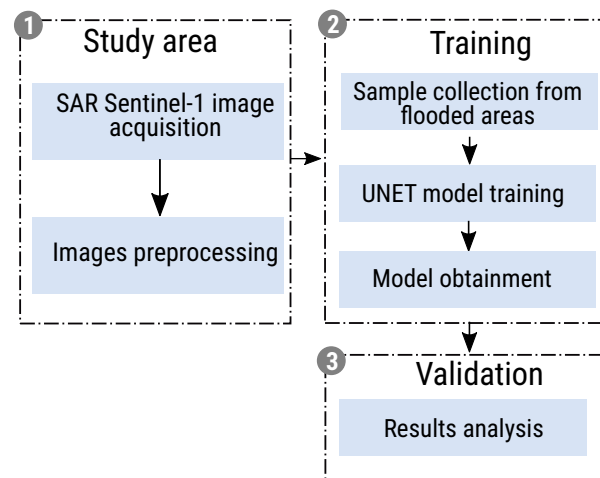 1
Study area
SAR Sentinel-1 image
acquisition
Images preprocessing
2
Training
Sample collection from
flooded areas
UNET model training
Model obtainment
3
Validation
Results analysis